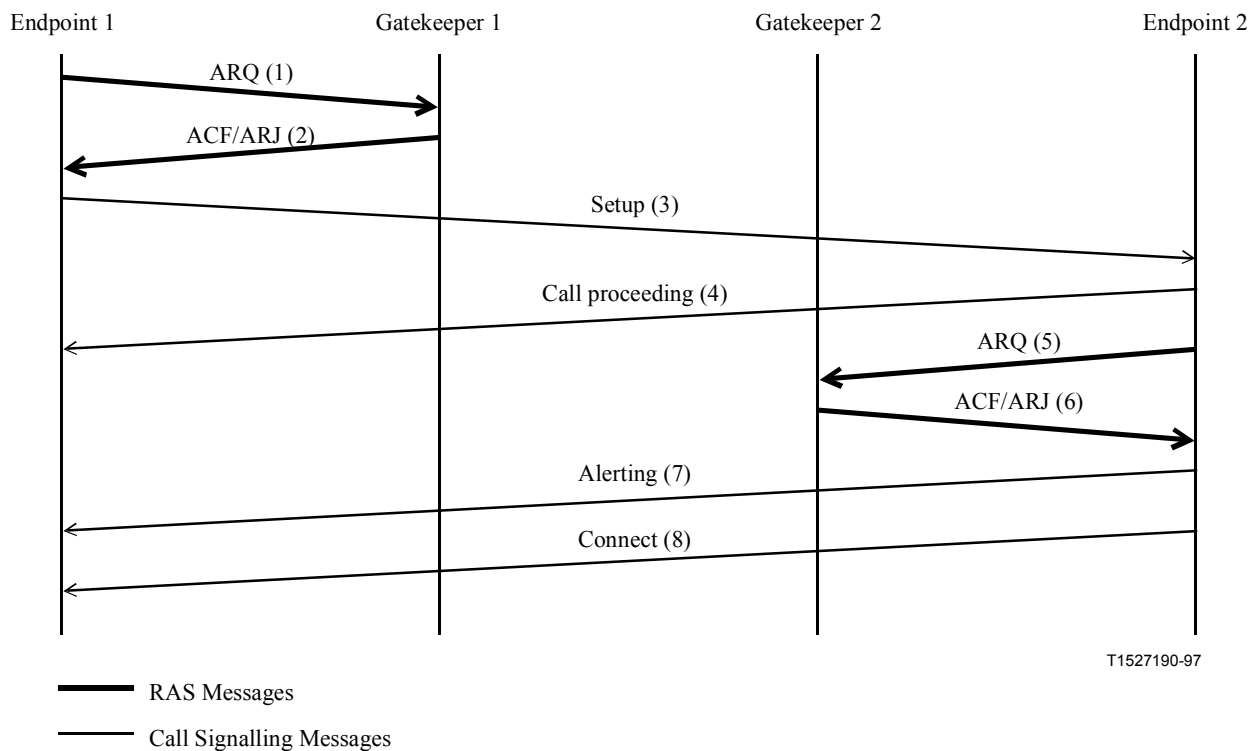 Endpoint 1
Gatekeeper 1
Gatekeeper 2
Endpoint 2
ARQ (1)
ACF/ARJ (2)
Setup (3)
Call proceeding (4)
ARQ (5)
ACF/ARJ (6)
Alerting (7)
Connect (8)
T1527190-97
RAS Messages
Call Signalling Messages